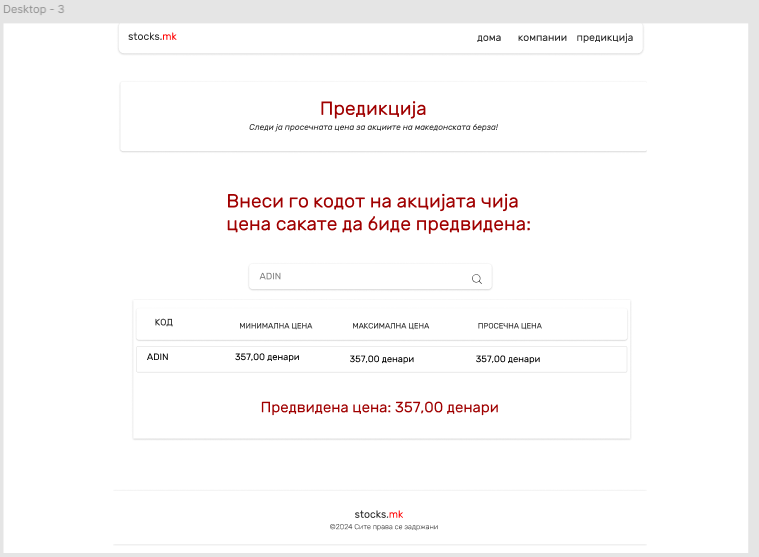 Desktop - 3
stocks.mk дома компании предикција
Предикција
Следи ја просечната цена за акциите на македонската берза!
Внеси го кодот на акцијата чија
цена сакате да биде предвидена:
ADIN
КОД МИНИМАЛНА ЦЕНА МАКСИМАЛНА ЦЕНА ПРОСЕЧНА ЦЕНА
ADIN 357,00 денари 357,00 денари 357,00 денари
Предвидена цена: 357,00 денари
stocks.mk
©2024 Сите права се задржани